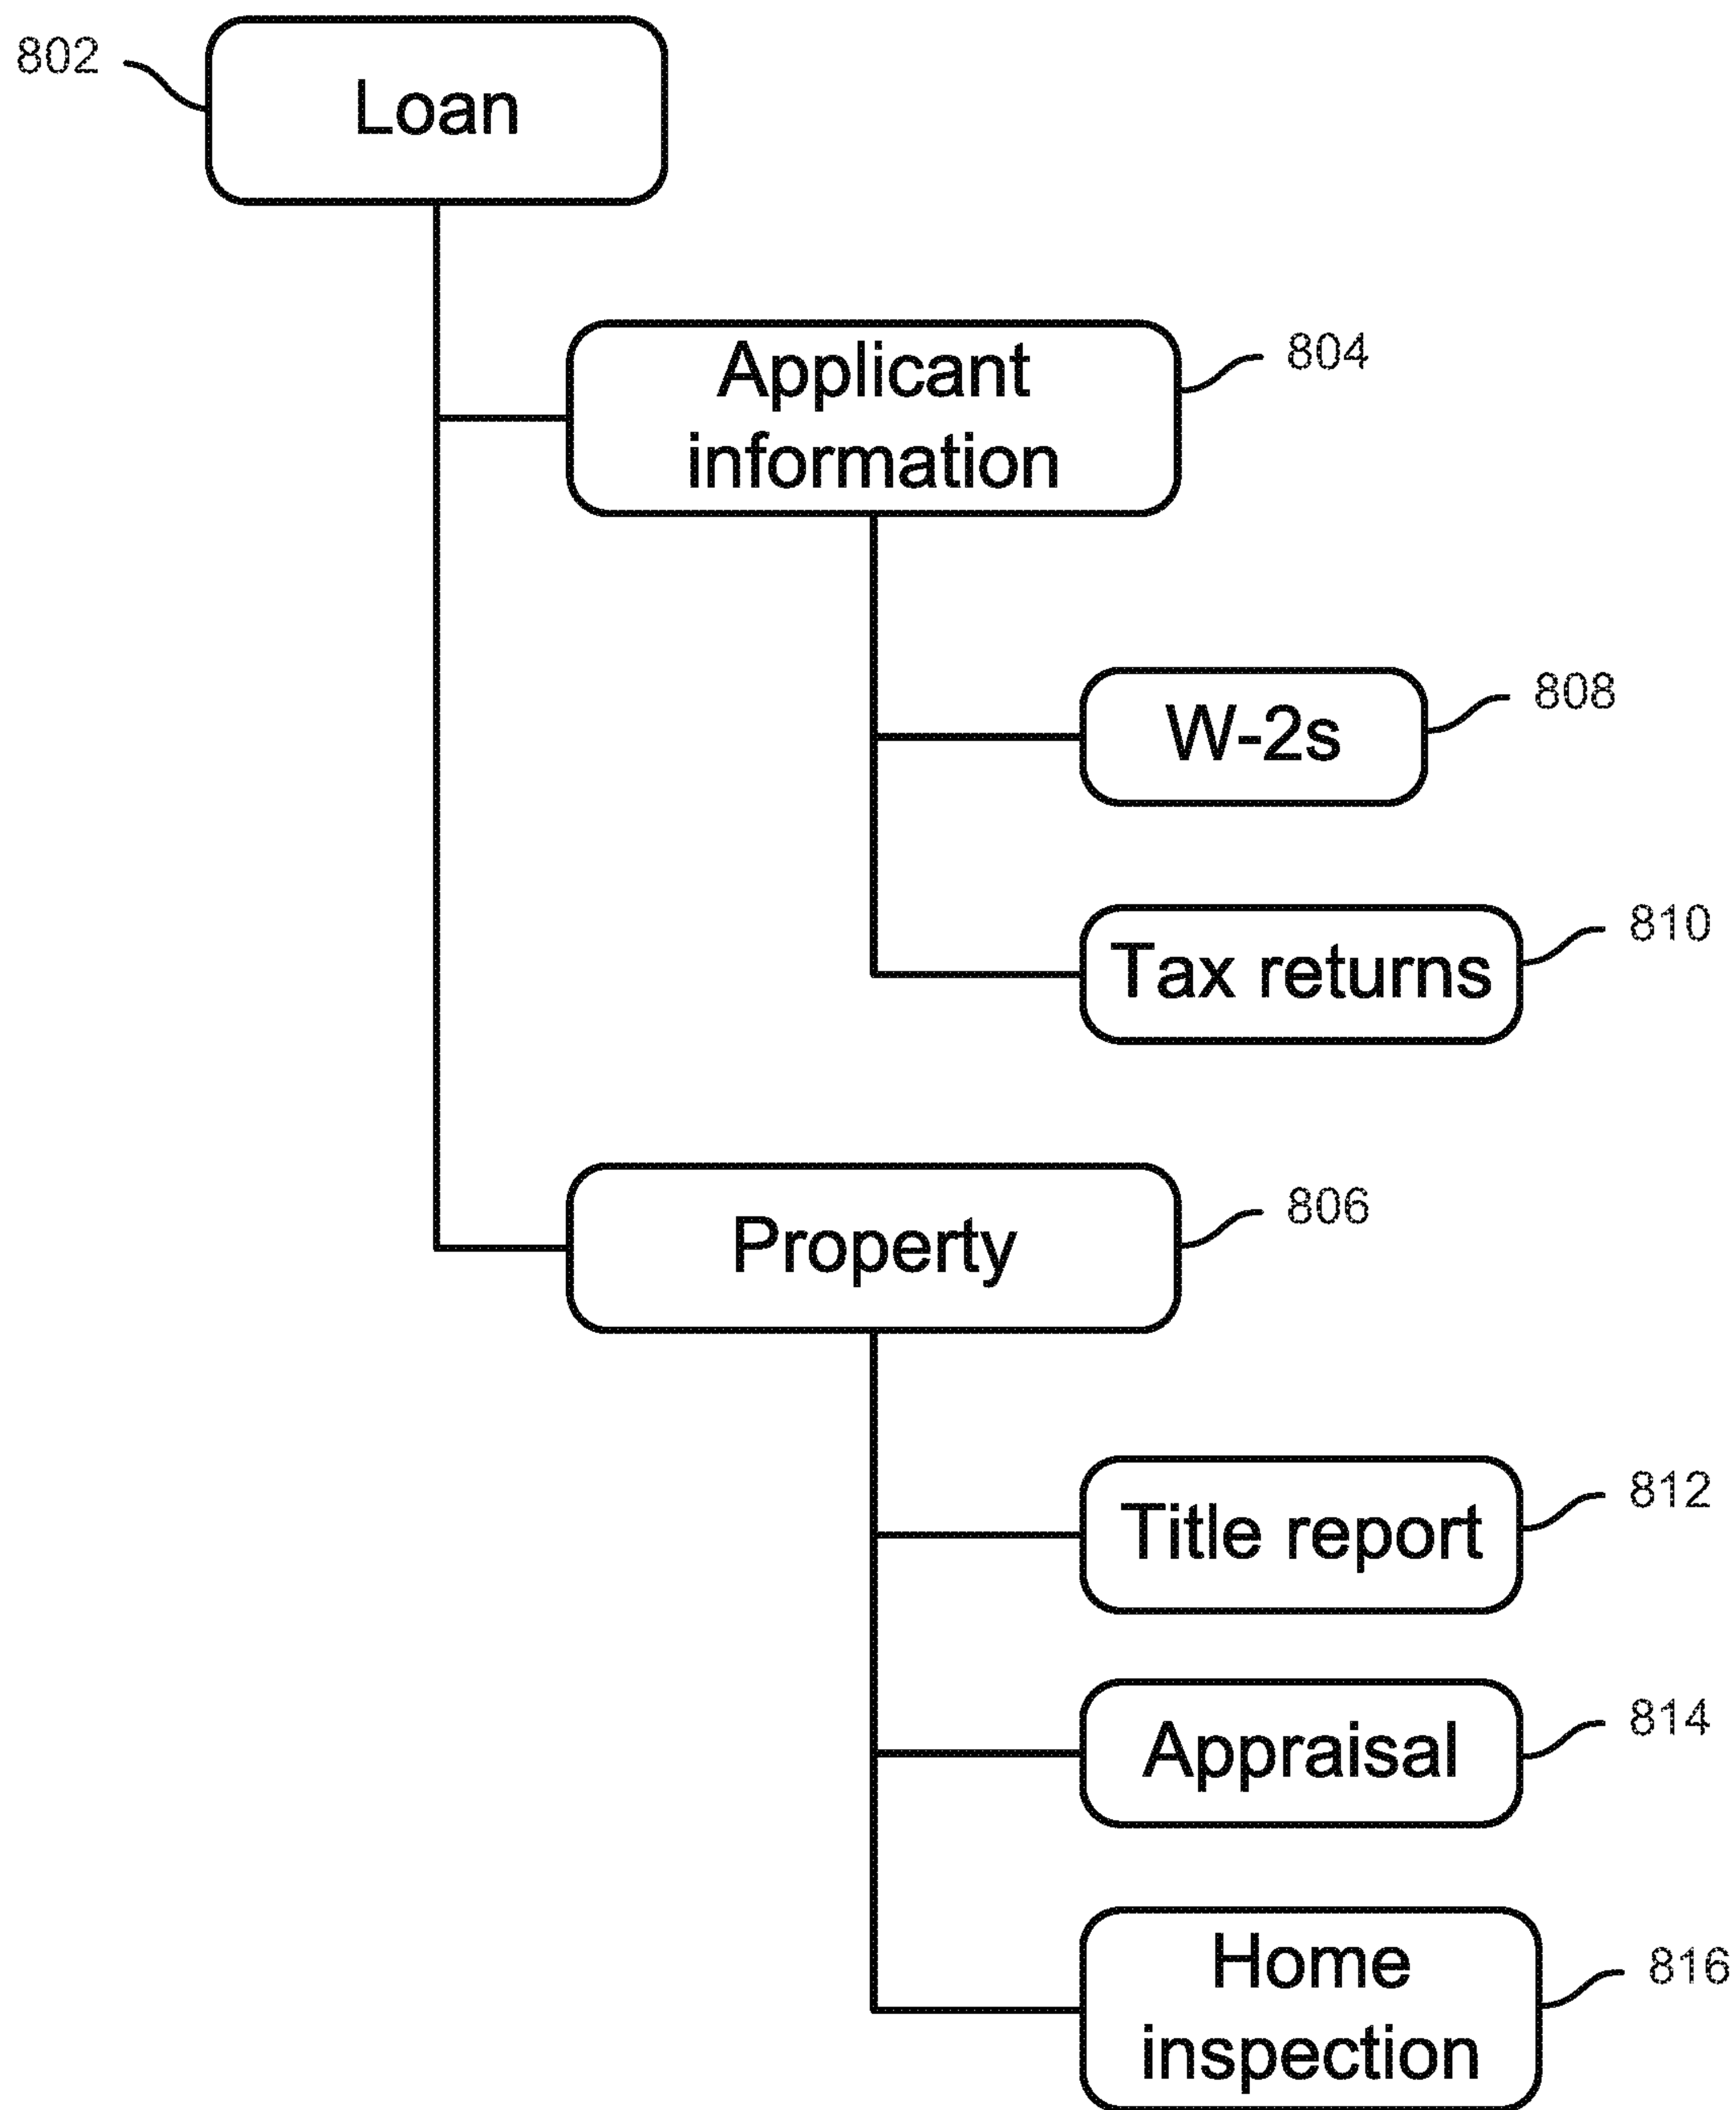 802
Loan
Applicant
information
804
W-2s
808
Tax returns
810
Property
806
Title report
812
Appraisal
814
Home
inspection
816